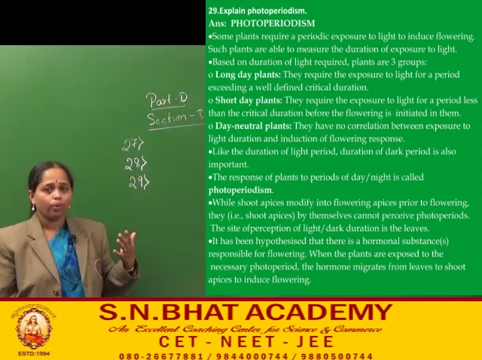 29.Explain photoperiodism.
Ans: PHOTOPERIODISM
•Some plants require a periodic exposure to light to induce flowering.
Such plants are able to measure the duration of exposure to light.
•Based on duration of light required, plants are 3 groups:
o Long day plants: They require the exposure to light for a period
exceeding a well defined critical duration.
o Short day plants: They require the exposure to light for a period less
than the critical duration before the flowering is initiated in them.
o Day-neutral plants: They have no correlation between exposure to
light duration and induction of flowering response.
•Like the duration of light period, duration of dark period is also
important.
•The response of plants to periods of day/night is called
photoperiodism.
•While shoot apices modify into flowering apices prior to flowering,
they (i.e., shoot apices) by themselves cannot perceive photoperiods.
The site ofperception of light/dark duration is the leaves.
•It has been hypothesised that there is a hormonal substance(s)
responsible for flowering. When the plants are exposed to the
necessary photoperiod, the hormone migrates from leaves to shoot
apices to induce flowering.
Part-D
Section-I
27>
28>
29>
S.N.BHAT ACADEMY
An Excellent Coaching Center for Science & Commerce
CET - NEET - JEE
080-26677881 / 9844000744 / 9880500744
ESTD:1994